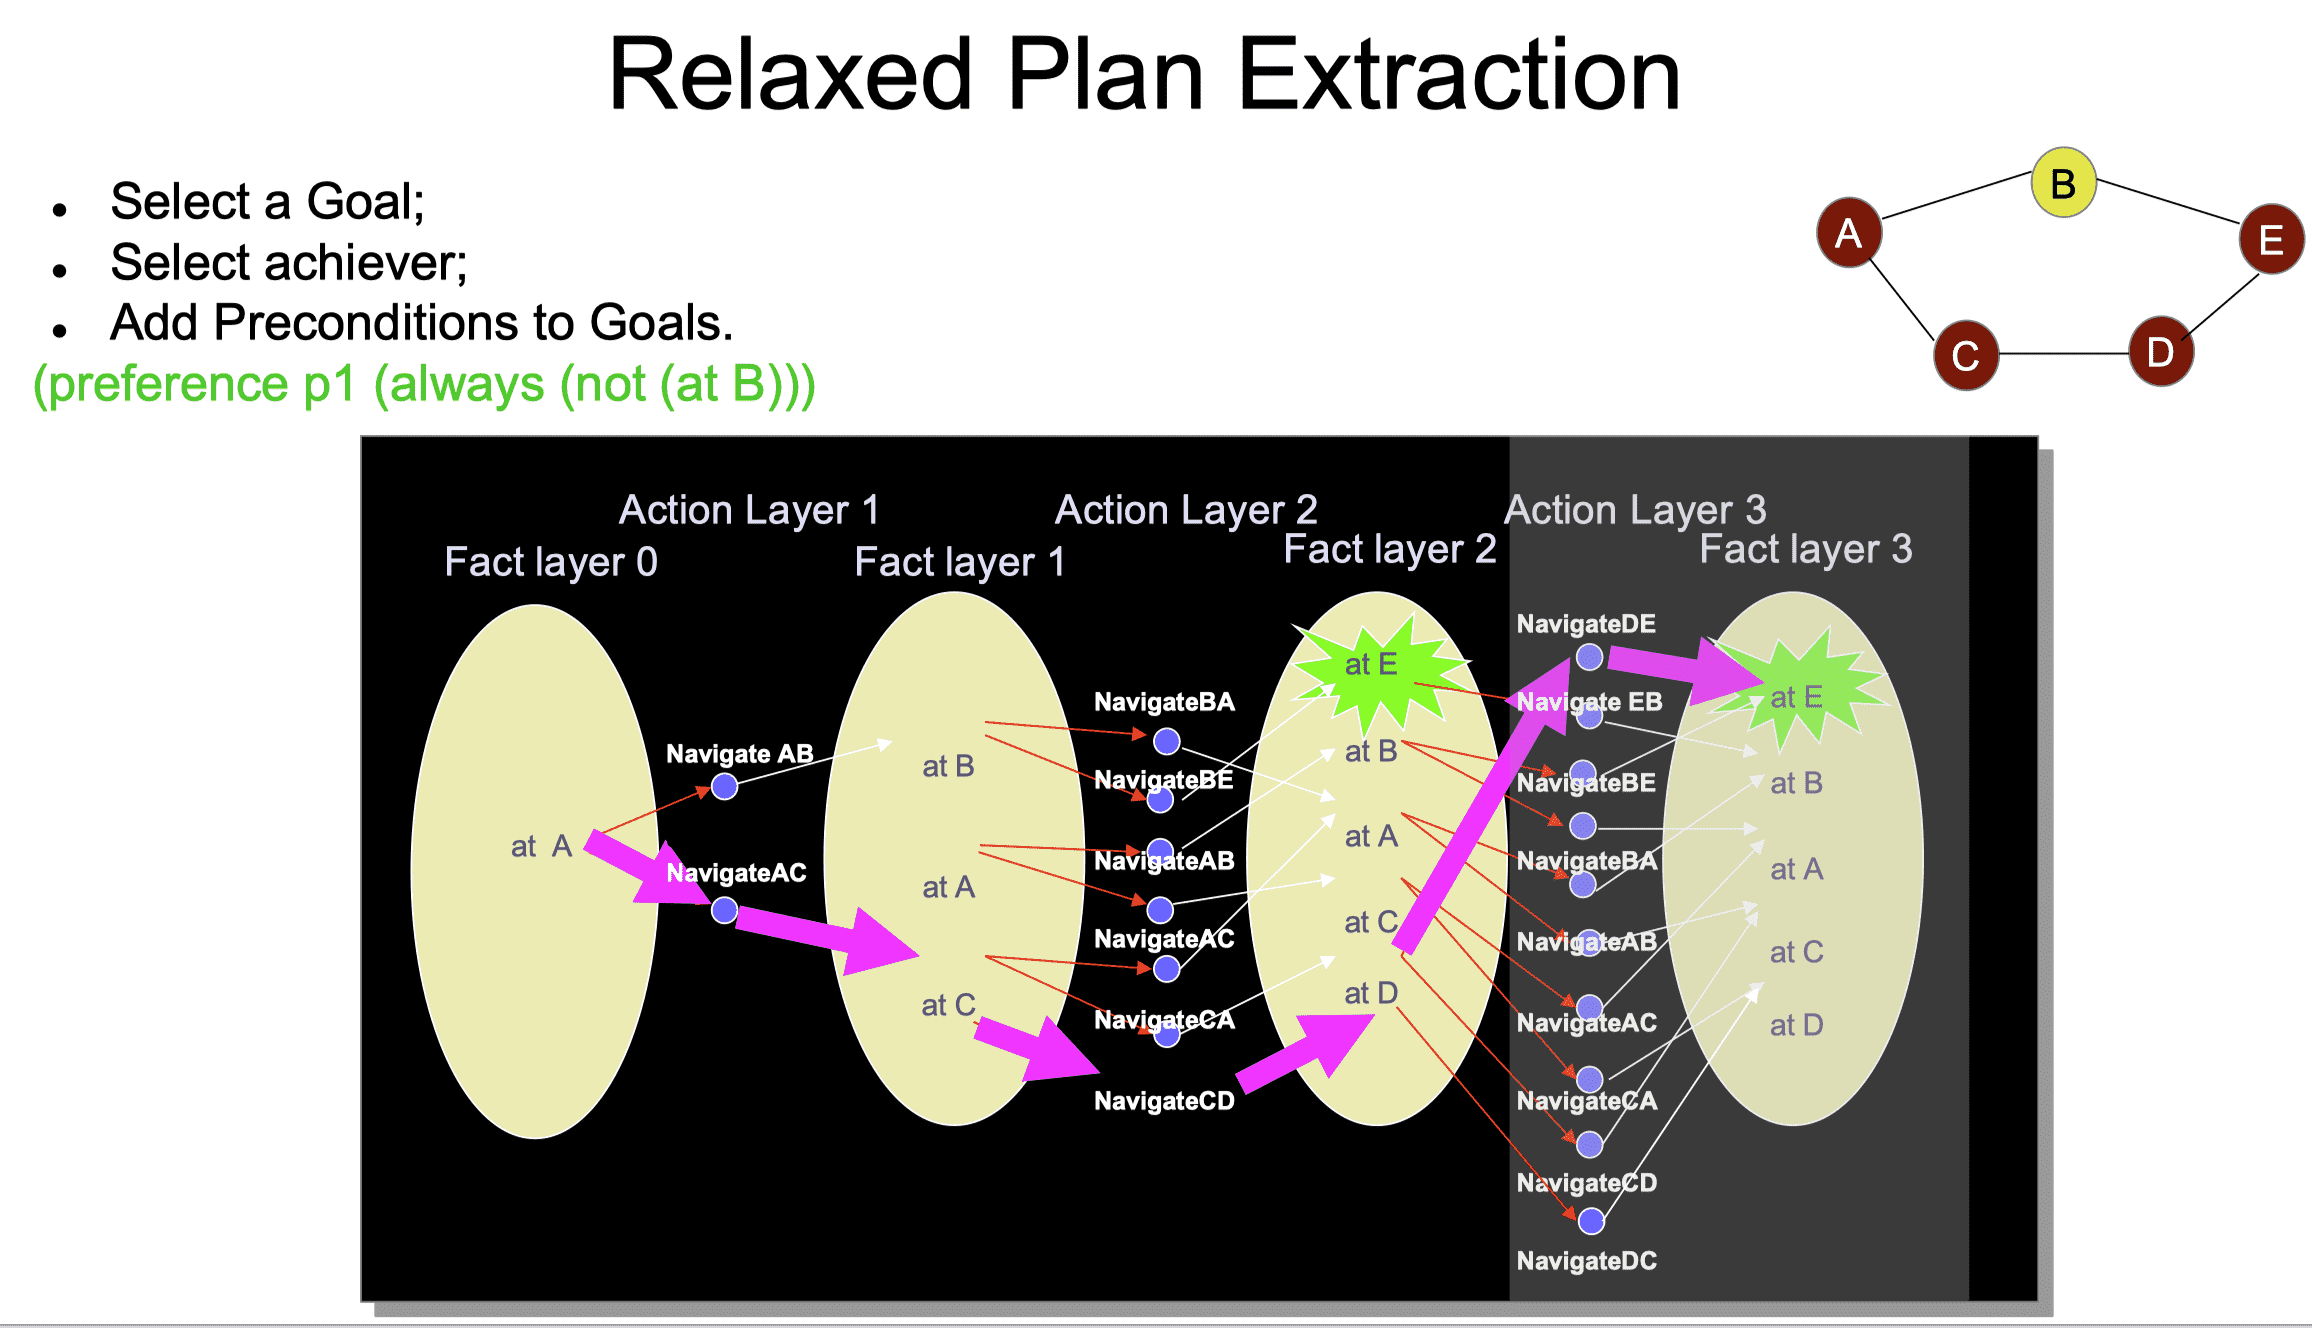 Relaxed Plan Extraction
• Select a Goal;
• Select achiever;
• Add Preconditions to Goals.
(preference p1 (always (not (at B))))
A
B
E
C
D
Action Layer 1
Action Layer 2
Action Layer 3
Fact layer 0
Fact layer 1
Fact layer 2
Fact layer 3
at A
Navigate AB
NavigateAC
at B
at A
at C
NavigateBA
NavigateBE
NavigateAB
NavigateAC
NavigateCA
NavigateCD
at E
at B
at A
at C
at D
NavigateDE
Navigate EB
NavigateBE
NavigateBA
NavigateAB
NavigateAC
NavigateCA
NavigateCD
NavigateDC
at E
at B
at A
at C
at D